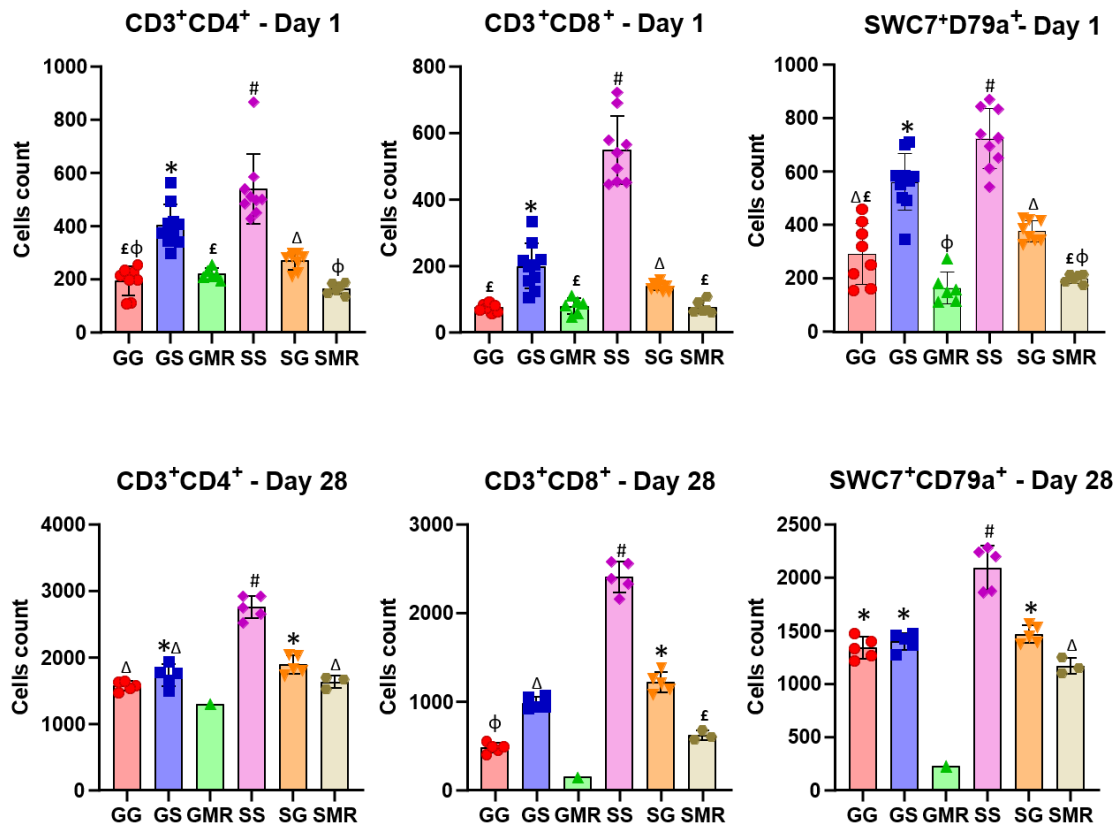 CD3⁺CD4⁺ - Day 1
Cells count
1000
800
600
400
200
0
£ϕ
*
£
#
Δ
ϕ
GG GS GMR SS SG SMR
CD3⁺CD8⁺ - Day 1
Cells count
800
600
400
200
0
£
*
£
#
Δ
£
GG GS GMR SS SG SMR
SWC7⁺D79a⁺- Day 1
Cells count
1000
800
600
400
200
0
Δ£
*
ϕ
#
Δ
£ϕ
GG GS GMR SS SG SMR
CD3⁺CD4⁺ - Day 28
Cells count
4000
3000
2000
1000
0
Δ
*Δ
#
*
Δ
GG GS GMR SS SG SMR
CD3⁺CD8⁺ - Day 28
Cells count
3000
2000
1000
0
ϕ
Δ
#
*
£
GG GS GMR SS SG SMR
SWC7⁺CD79a⁺ - Day 28
Cells count
2500
2000
1500
1000
500
0
*
*
#
*
Δ
GG GS GMR SS SG SMR